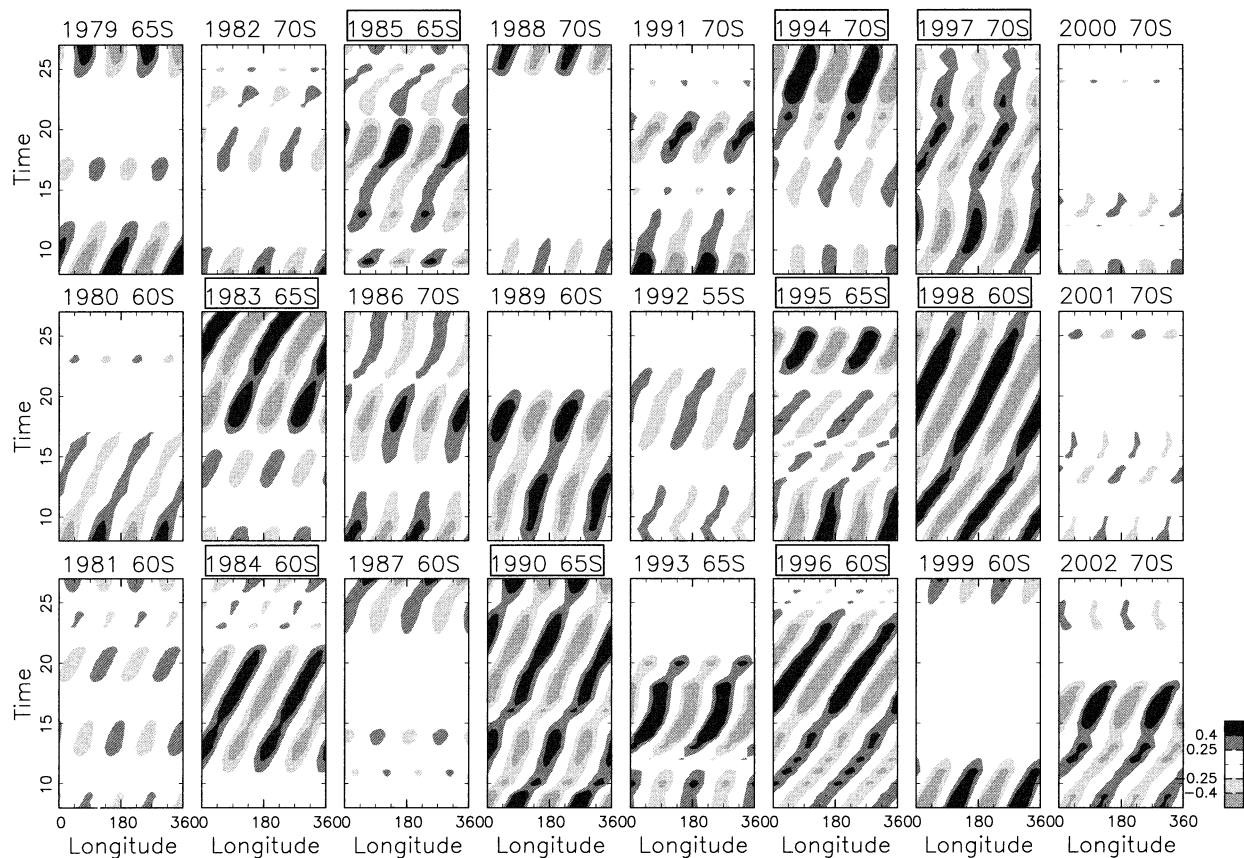 1979 65S
1982 70S
1985 65S
1988 70S
1991 70S
1994 70S
1997 70S
2000 70S
Time
25
20
15
10
1980 60S
1983 65S
1986 70S
1989 60S
1992 55S
1995 65S
1998 60S
2001 70S
Time
25
20
15
10
1981 60S
1984 60S
1987 60S
1990 65S
1993 65S
1996 60S
1999 60S
2002 70S
Time
25
20
15
10
0.4
0.25
-0.25
-0.4
0 180 3600 180 3600 180 3600 180 3600 180 3600 180 3600 180 3600 180 360
Longitude Longitude Longitude Longitude Longitude Longitude Longitude Longitude